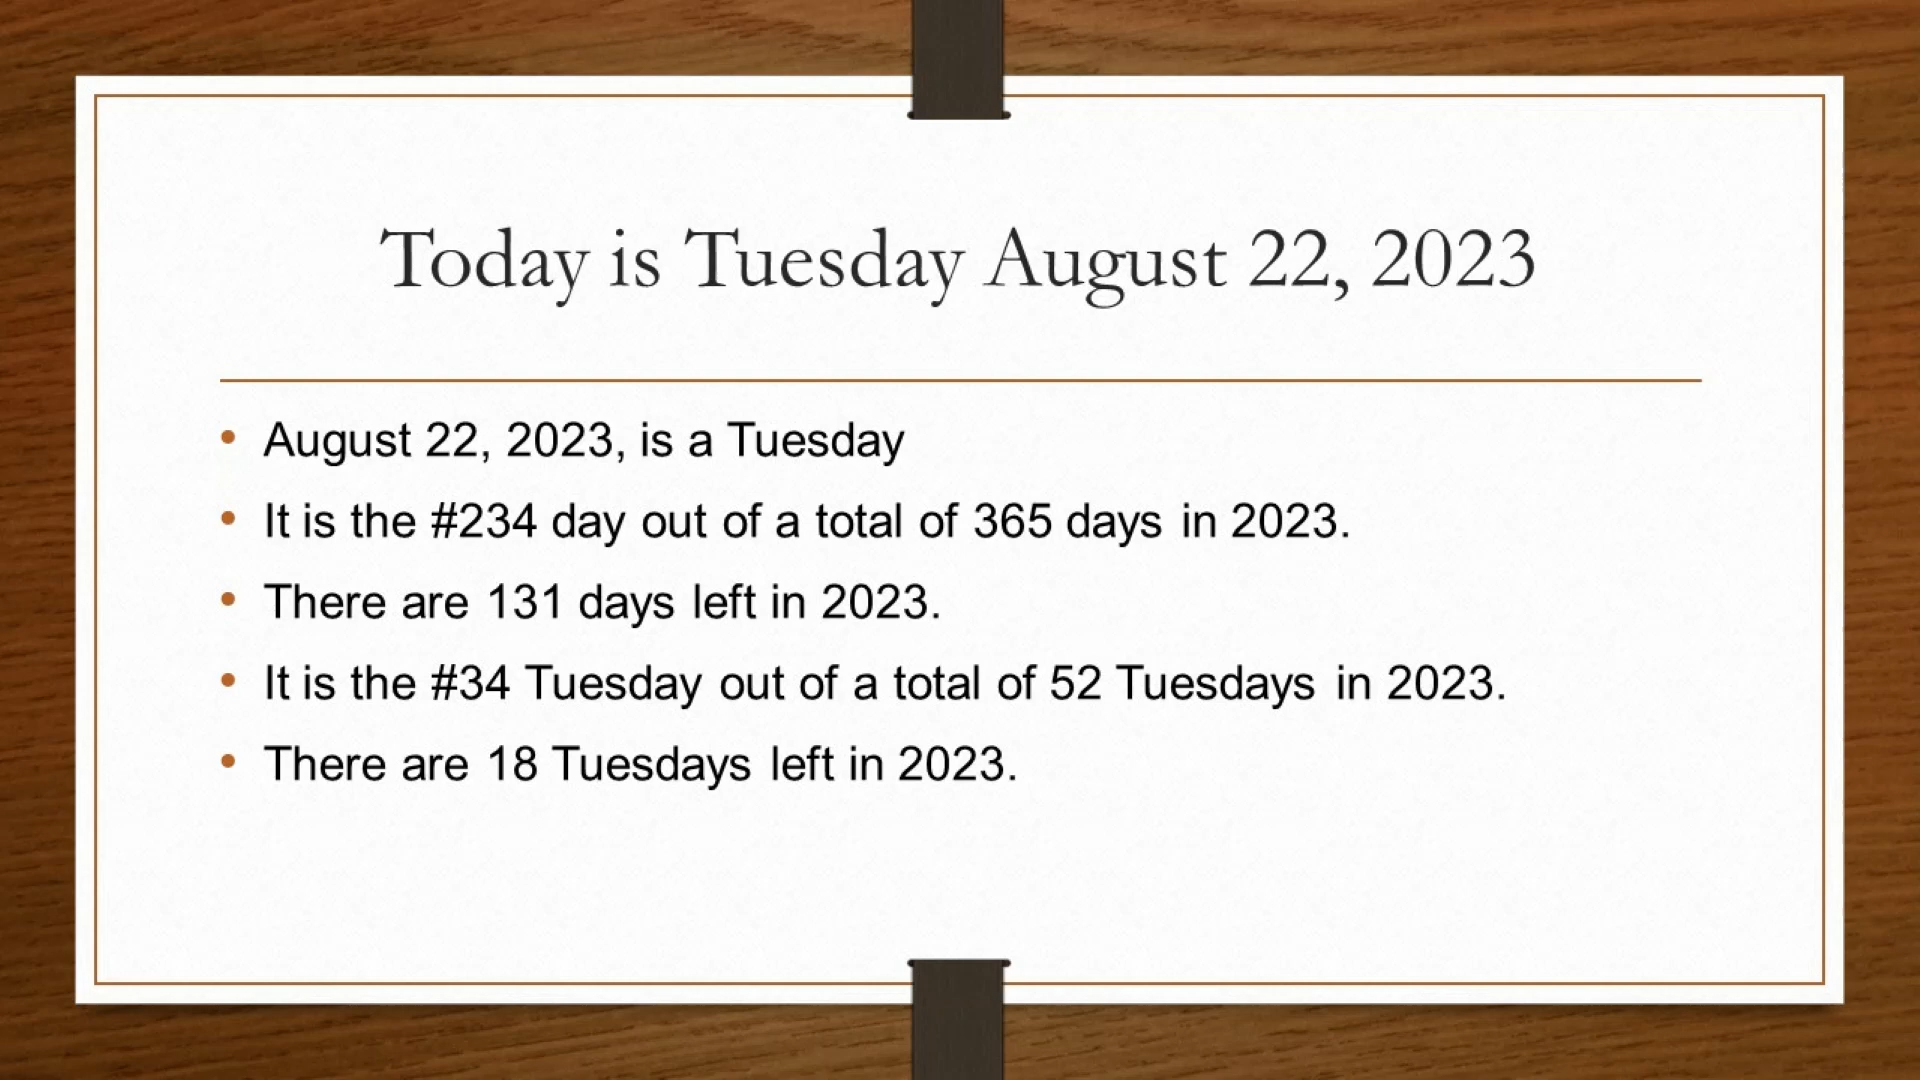 Today is Tuesday August 22, 2023
• August 22, 2023, is a Tuesday
• It is the #234 day out of a total of 365 days in 2023.
• There are 131 days left in 2023.
• It is the #34 Tuesday out of a total of 52 Tuesdays in 2023.
• There are 18 Tuesdays left in 2023.